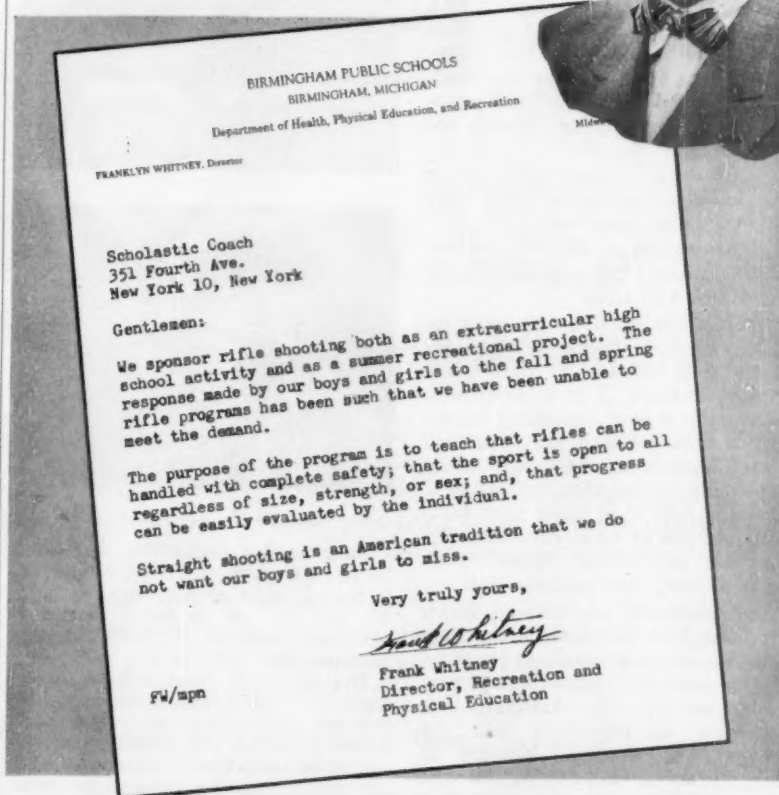 BIRMINGHAM PUBLIC SCHOOLS
BIRMINGHAM, MICHIGAN
Department of Health, Physical Education, and Recreation
FRANKLYN WHITNEY, Director
Scholastic Coach
351 Fourth Ave.
New York 10, New York
Gentlemen:
We sponsor rifle shooting both as an extracurricular high
school activity and as a summer recreational project. The
response made by our boys and girls to the fall and spring
rifle programs has been such that we have been unable to
meet the demand.
The purpose of the program is to teach that rifles can be
handled with complete safety; that the sport is open to all
regardless of size, strength, or sex; and, that progress
can be easily evaluated by the individual.
Straight shooting is an American tradition that we do
not want our boys and girls to miss.
Very truly yours,
Frank Whitney
Frank Whitney
Director, Recreation and
Physical Education
FW/mpn